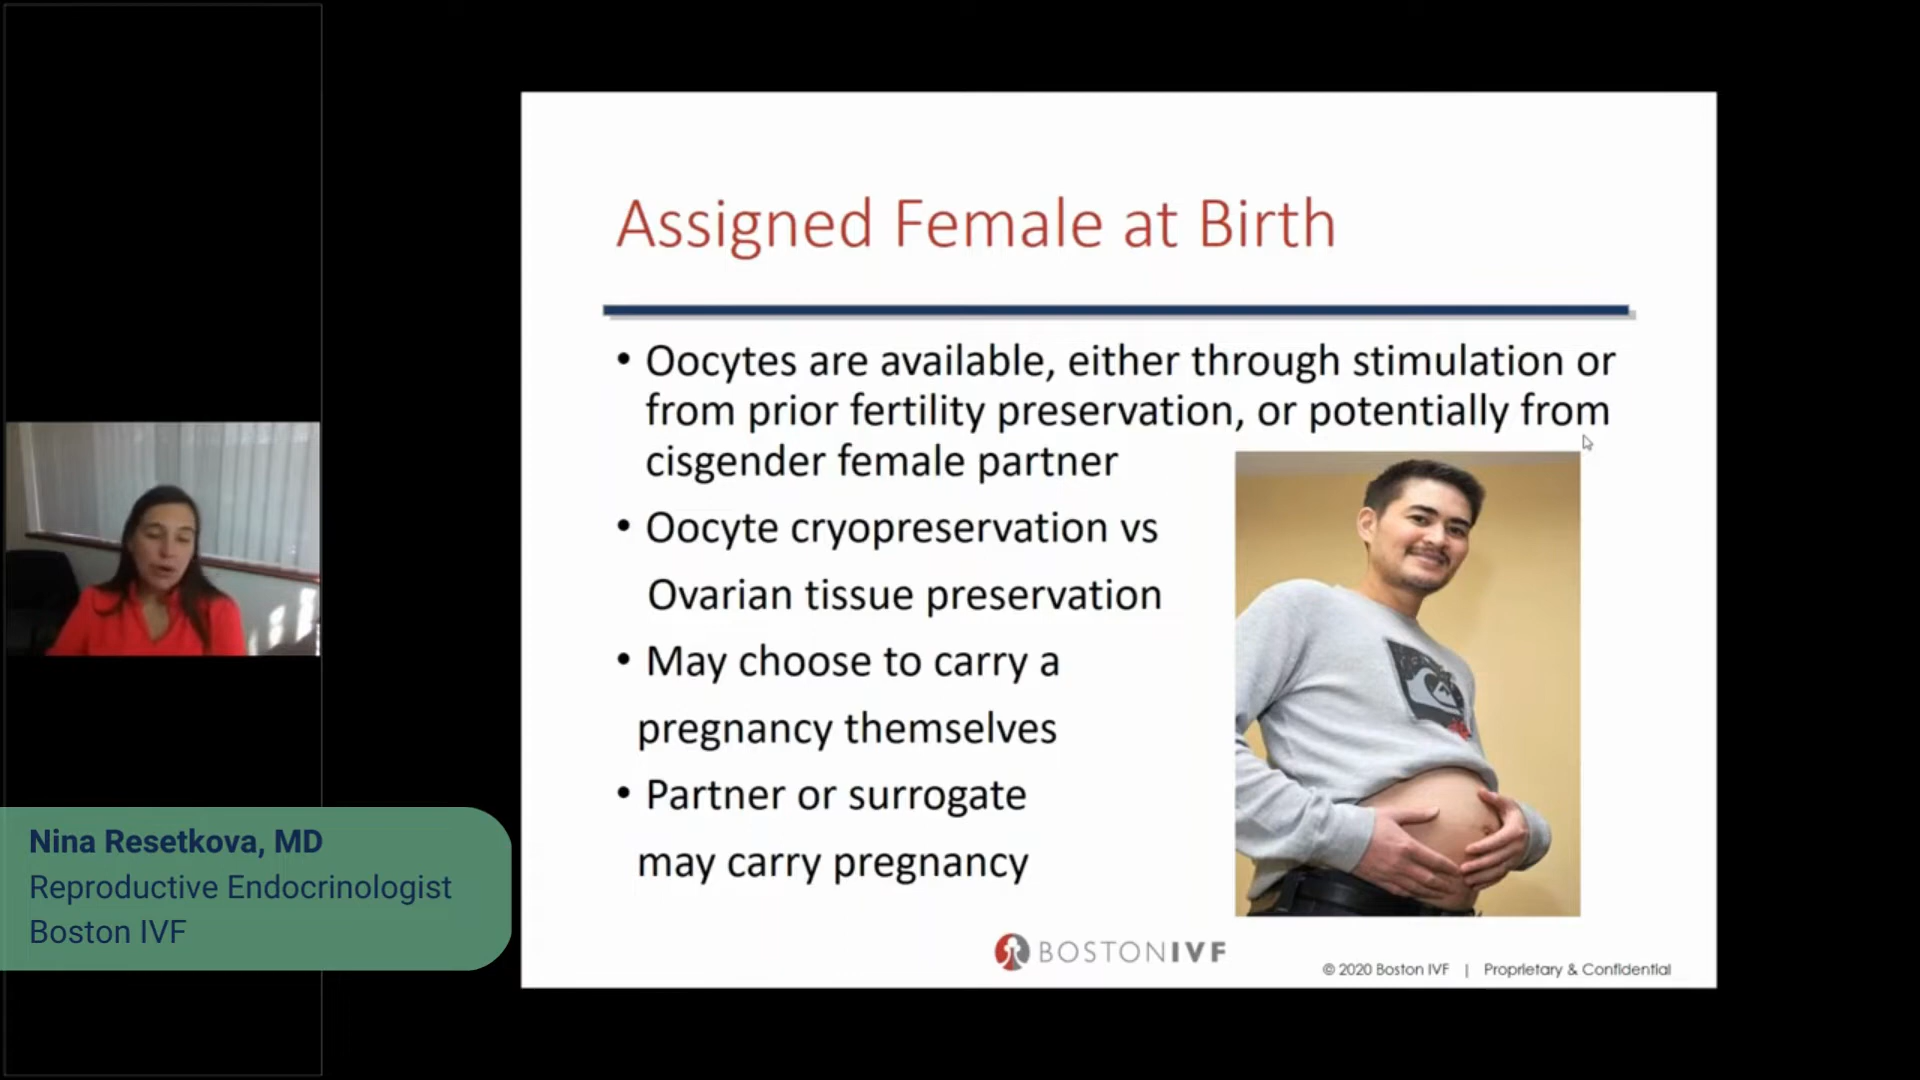 Assigned Female at Birth
• Oocytes are available, either through stimulation or
from prior fertility preservation, or potentially from
cisgender female partner
• Oocyte cryopreservation vs
Ovarian tissue preservation
• May choose to carry a
pregnancy themselves
• Partner or surrogate
may carry pregnancy
BOSTONIVF
© 2020 Boston IVF | Proprietary & Confidential
Nina Resetkova, MD
Reproductive Endocrinologist
Boston IVF